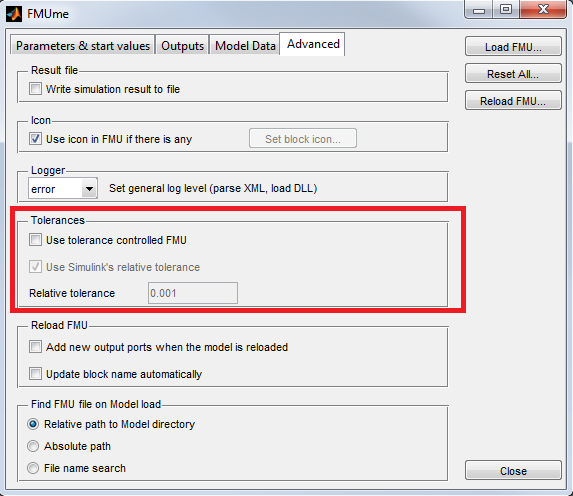 FMUme
Parameters & start values Outputs Model Data Advanced
Load FMU...
Reset All...
Reload FMU...
Result file
Write simulation result to file
Icon
Use icon in FMU if there is any Set block icon...
Logger
error Set general log level (parse XML, load DLL)
Tolerances
Use tolerance controlled FMU
Use Simulink's relative tolerance
Relative tolerance 0.001
Reload FMU
Add new output ports when the model is reloaded
Update block name automatically
Find FMU file on Model load
Relative path to Model directory
Absolute path
File name search
Close